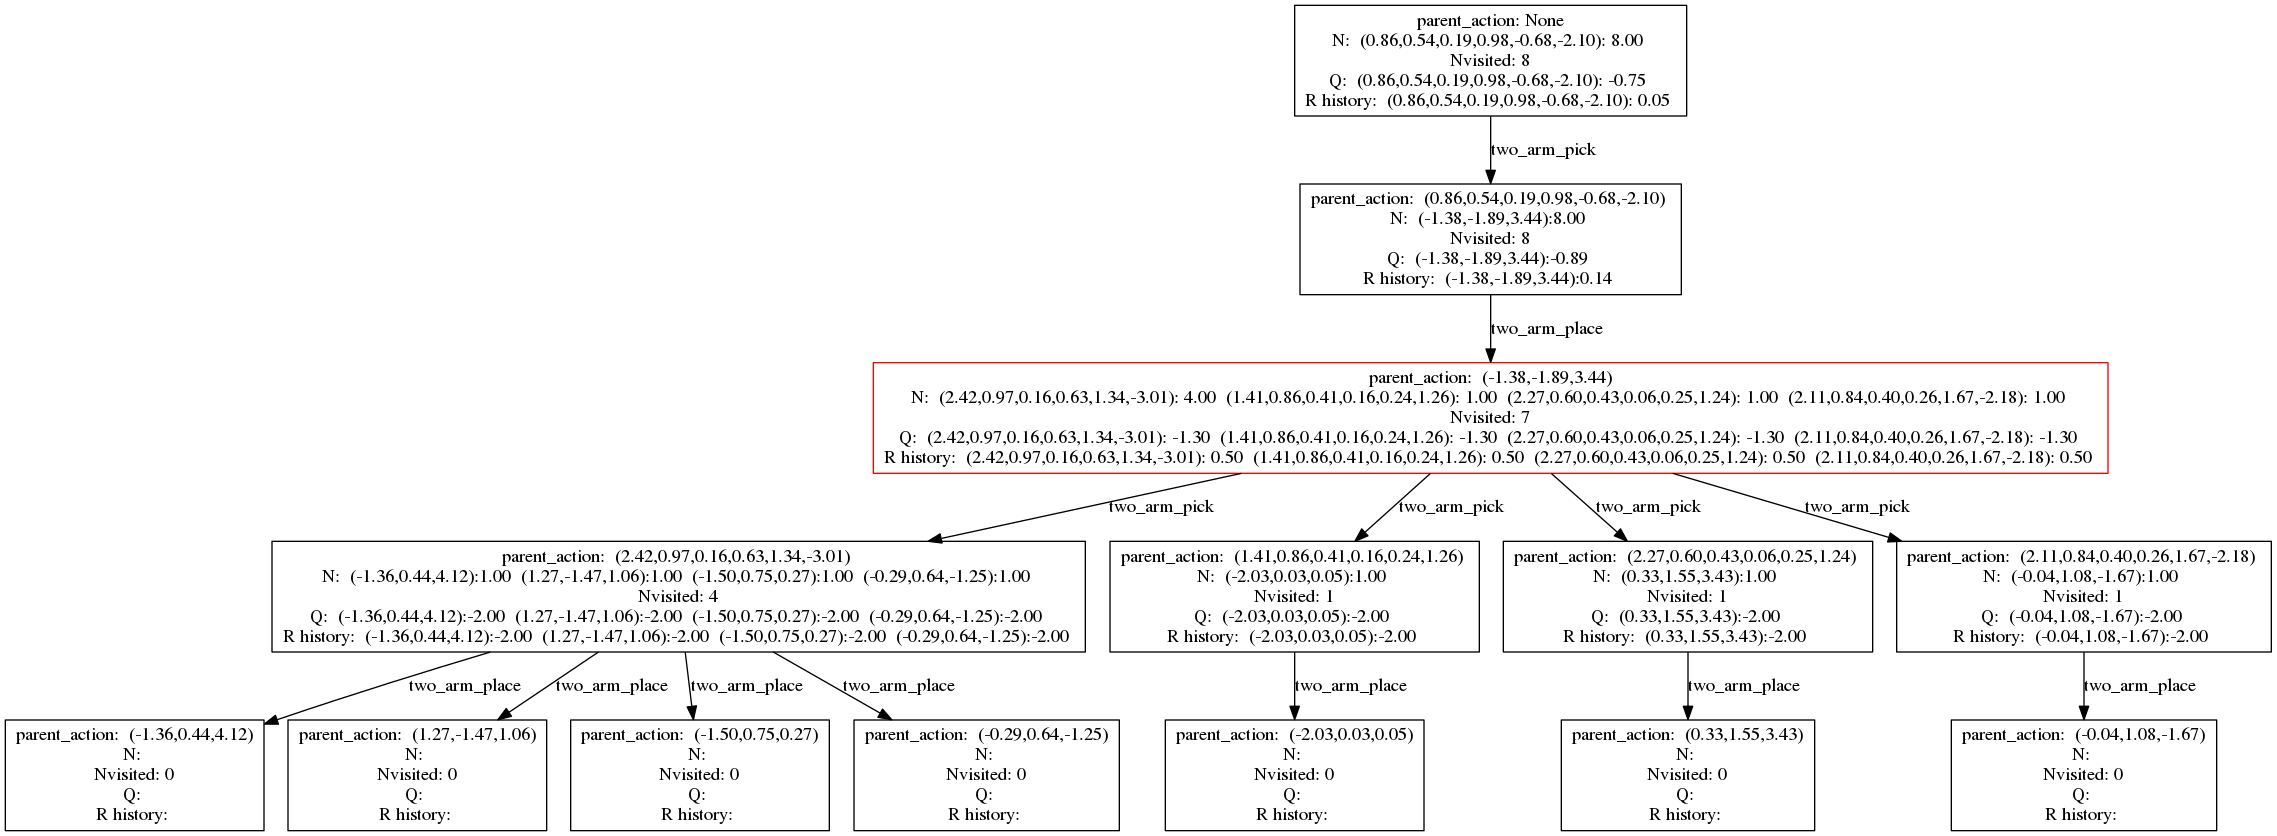 parent_action: None
N: (0.86,0.54,0.19,0.98,-0.68,-2.10): 8.00
Nvisited: 8
Q: (0.86,0.54,0.19,0.98,-0.68,-2.10): -0.75
R history: (0.86,0.54,0.19,0.98,-0.68,-2.10): 0.05
two_arm_pick
parent_action: (0.86,0.54,0.19,0.98,-0.68,-2.10)
N: (-1.38,-1.89,3.44):8.00
Nvisited: 8
Q: (-1.38,-1.89,3.44):-0.89
R history: (-1.38,-1.89,3.44):0.14
two_arm_place
parent_action: (-1.38,-1.89,3.44)
N: (2.42,0.97,0.16,0.63,1.34,-3.01): 4.00 (1.41,0.86,0.41,0.16,0.24,1.26): 1.00 (2.27,0.60,0.43,0.06,0.25,1.24): 1.00 (2.11,0.84,0.40,0.26,1.67,-2.18): 1.00
Nvisited: 7
Q: (2.42,0.97,0.16,0.63,1.34,-3.01): -1.30 (1.41,0.86,0.41,0.16,0.24,1.26): -1.30 (2.27,0.60,0.43,0.06,0.25,1.24): -1.30 (2.11,0.84,0.40,0.26,1.67,-2.18): -1.30
R history: (2.42,0.97,0.16,0.63,1.34,-3.01): 0.50 (1.41,0.86,0.41,0.16,0.24,1.26): 0.50 (2.27,0.60,0.43,0.06,0.25,1.24): 0.50 (2.11,0.84,0.40,0.26,1.67,-2.18): 0.50
two_arm_pick
two_arm_pick
two_arm_pick
two_arm_pick
parent_action: (2.42,0.97,0.16,0.63,1.34,-3.01)
N: (-1.36,0.44,4.12):1.00 (1.27,-1.47,1.06):1.00 (-1.50,0.75,0.27):1.00 (-0.29,0.64,-1.25):1.00
Nvisited: 4
Q: (-1.36,0.44,4.12):-2.00 (1.27,-1.47,1.06):-2.00 (-1.50,0.75,0.27):-2.00 (-0.29,0.64,-1.25):-2.00
R history: (-1.36,0.44,4.12):-2.00 (1.27,-1.47,1.06):-2.00 (-1.50,0.75,0.27):-2.00 (-0.29,0.64,-1.25):-2.00
parent_action: (1.41,0.86,0.41,0.16,0.24,1.26)
N: (-2.03,0.03,0.05):1.00
Nvisited: 1
Q: (-2.03,0.03,0.05):-2.00
R history: (-2.03,0.03,0.05):-2.00
parent_action: (2.27,0.60,0.43,0.06,0.25,1.24)
N: (0.33,1.55,3.43):1.00
Nvisited: 1
Q: (0.33,1.55,3.43):-2.00
R history: (0.33,1.55,3.43):-2.00
parent_action: (2.11,0.84,0.40,0.26,1.67,-2.18)
N: (-0.04,1.08,-1.67):1.00
Nvisited: 1
Q: (-0.04,1.08,-1.67):-2.00
R history: (-0.04,1.08,-1.67):-2.00
two_arm_place
two_arm_place
two_arm_place
two_arm_place
two_arm_place
two_arm_place
two_arm_place
parent_action: (-1.36,0.44,4.12)
N:
Nvisited: 0
Q:
R history:
parent_action: (1.27,-1.47,1.06)
N:
Nvisited: 0
Q:
R history:
parent_action: (-1.50,0.75,0.27)
N:
Nvisited: 0
Q:
R history:
parent_action: (-0.29,0.64,-1.25)
N:
Nvisited: 0
Q:
R history:
parent_action: (-2.03,0.03,0.05)
N:
Nvisited: 0
Q:
R history:
parent_action: (0.33,1.55,3.43)
N:
Nvisited: 0
Q:
R history:
parent_action: (-0.04,1.08,-1.67)
N:
Nvisited: 0
Q:
R history: